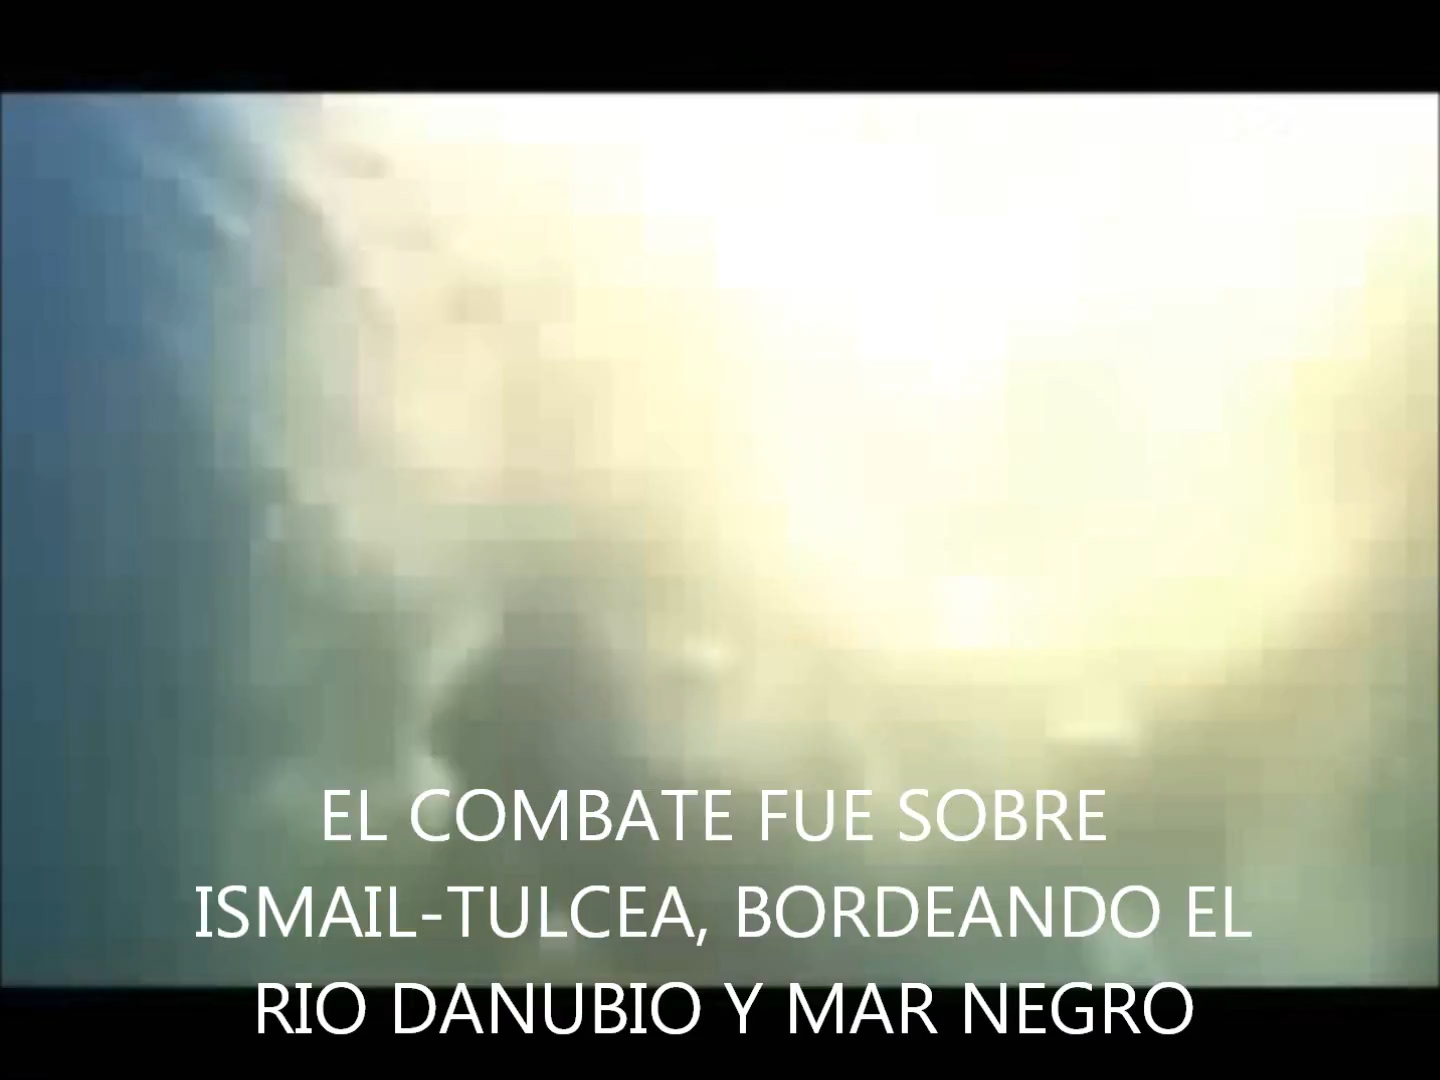 EL COMBATE FUE SOBRE
ISMAIL-TULCEA, BORDEANDO EL
RIO DANUBIO Y MAR NEGRO